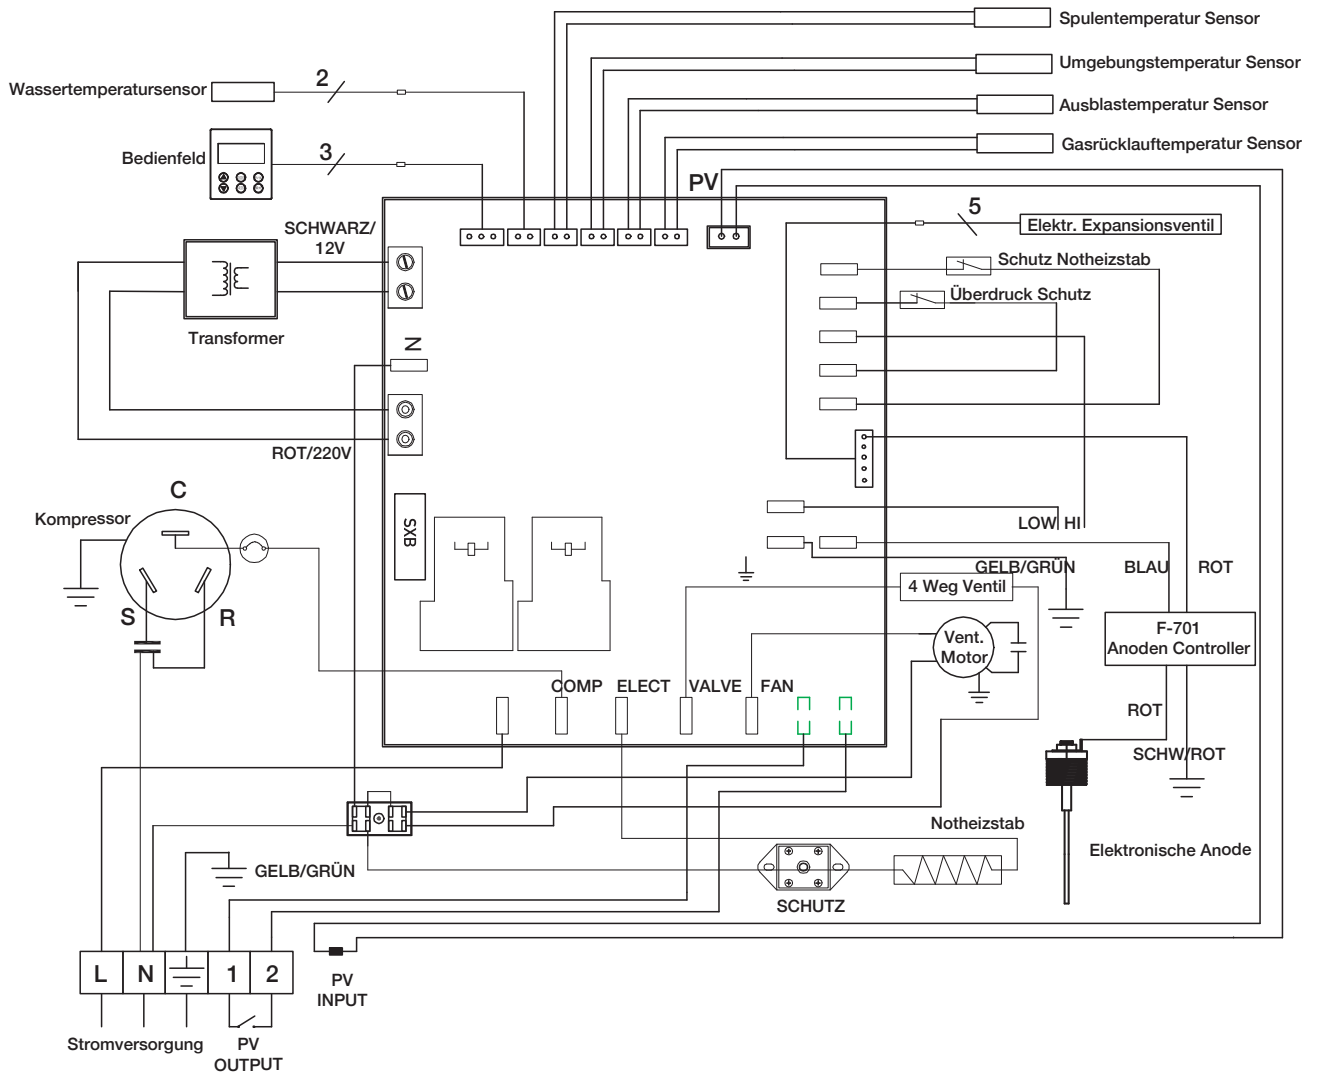 Spulentemperatur Sensor
Umgebungstemperatur Sensor
Wassertemperatursensor
2
Ausblastemperatur Sensor
Gasrücklauftemperatur Sensor
Bedienfeld
3
PV
5
Elektr. Expansionsventil
SCHWARZ/
12V
Schutz Notheizstab
Überdruck Schutz
Transformer
N
ROT/220V
C
Kompressor
SXB
LOW HI
GELB/GRÜN
BLAU
ROT
4 Weg Ventil
S
R
Vent.
Motor
F-701
Anoden Controller
COMP
ELECT
VALVE
FAN
ROT
SCHW/ROT
Notheizstab
Elektronische Anode
GELB/GRÜN
SCHUTZ
L
N
1
2
PV
INPUT
Stromversorgung
PV
OUTPUT